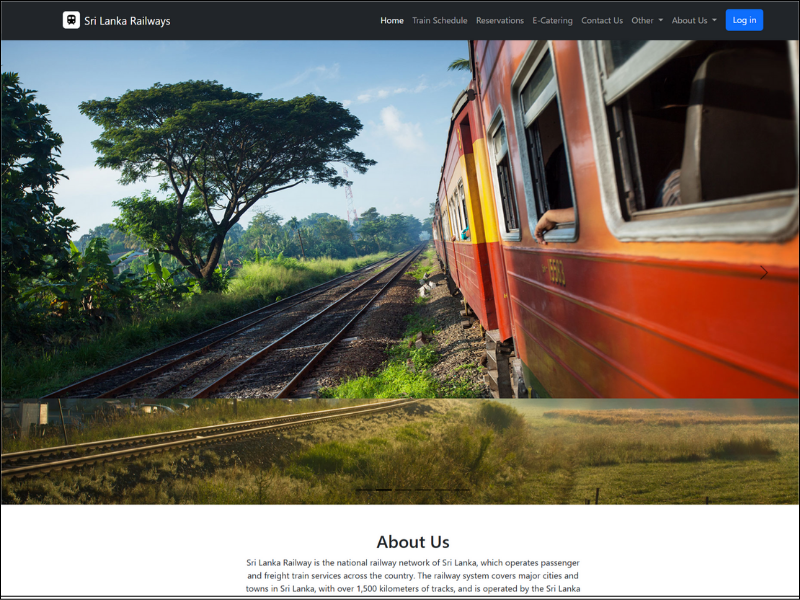 Sri Lanka Railways
Home Train Schedule Reservations E-Catering Contact Us Other About Us Log in
About Us
Sri Lanka Railway is the national railway network of Sri Lanka, which operates passenger
and freight train services across the country. The railway system covers major cities and
towns in Sri Lanka, with over 1,500 kilometers of tracks, and is operated by the Sri Lanka